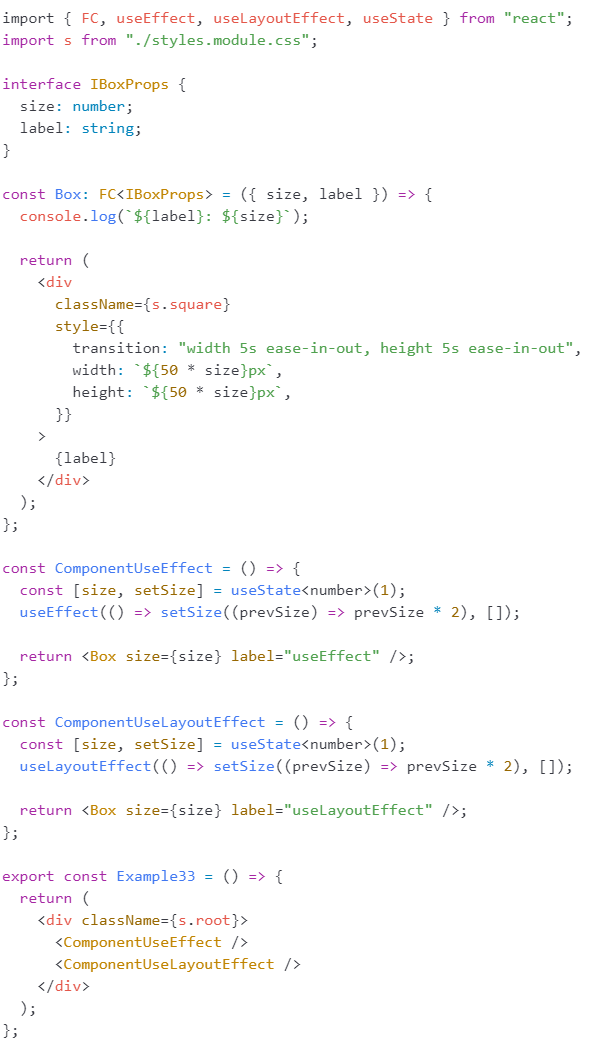 import { FC, useEffect, useLayoutEffect, useState } from "react";
import s from "./styles.module.css";

interface IBoxProps {
  size: number;
  label: string;
}

const Box: FC<IBoxProps> = ({ size, label }) => {
  console.log(`${label}: ${size}`);

  return (
    <div
      className={s.square}
      style={{
        transition: "width 5s ease-in-out, height 5s ease-in-out",
        width: `${50 * size}px`,
        height: `${50 * size}px`,
      }}
    >
      {label}
    </div>
  );
};

const ComponentUseEffect = () => {
  const [size, setSize] = useState<number>(1);
  useEffect(() => setSize((prevSize) => prevSize * 2), []);

  return <Box size={size} label="useEffect" />;
};

const ComponentUseLayoutEffect = () => {
  const [size, setSize] = useState<number>(1);
  useLayoutEffect(() => setSize((prevSize) => prevSize * 2), []);

  return <Box size={size} label="useLayoutEffect" />;
};

export const Example33 = () => {
  return (
    <div className={s.root}>
      <ComponentUseEffect />
      <ComponentUseLayoutEffect />
    </div>
  );
};